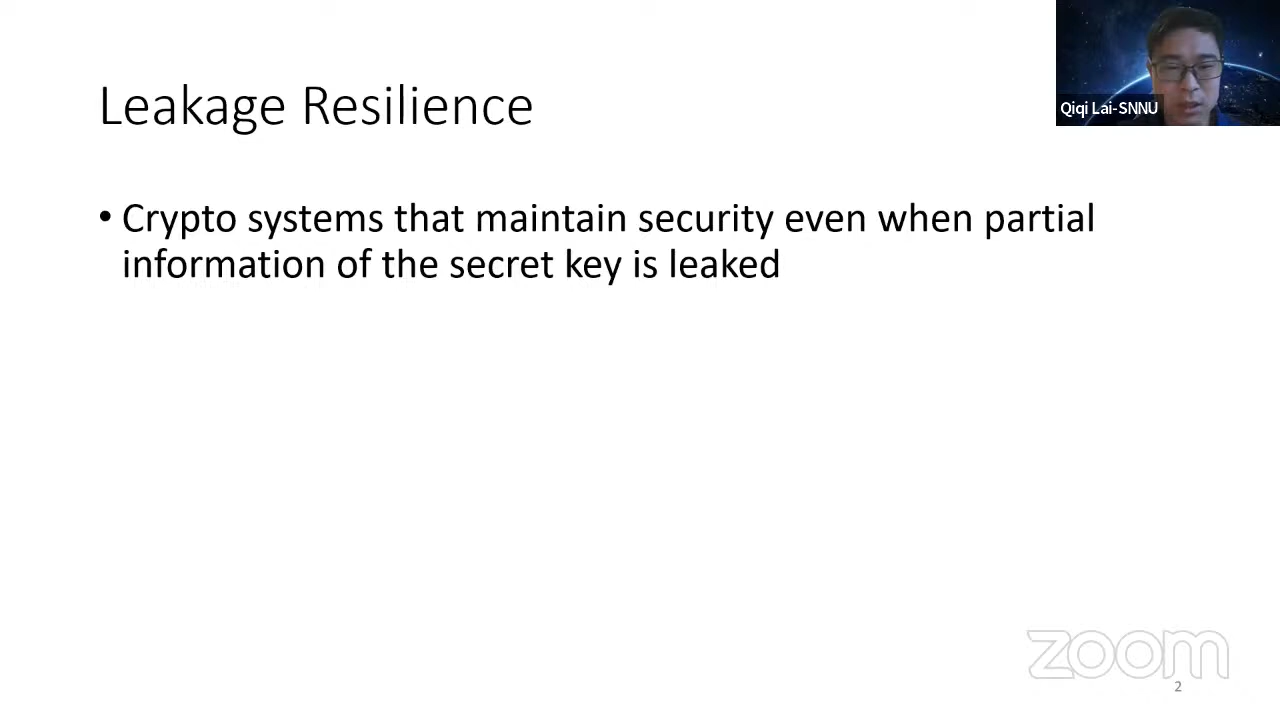 Qiqi Lai-SNNU
Leakage Resilience
• Crypto systems that maintain security even when partial
information of the secret key is leaked
zoom
2